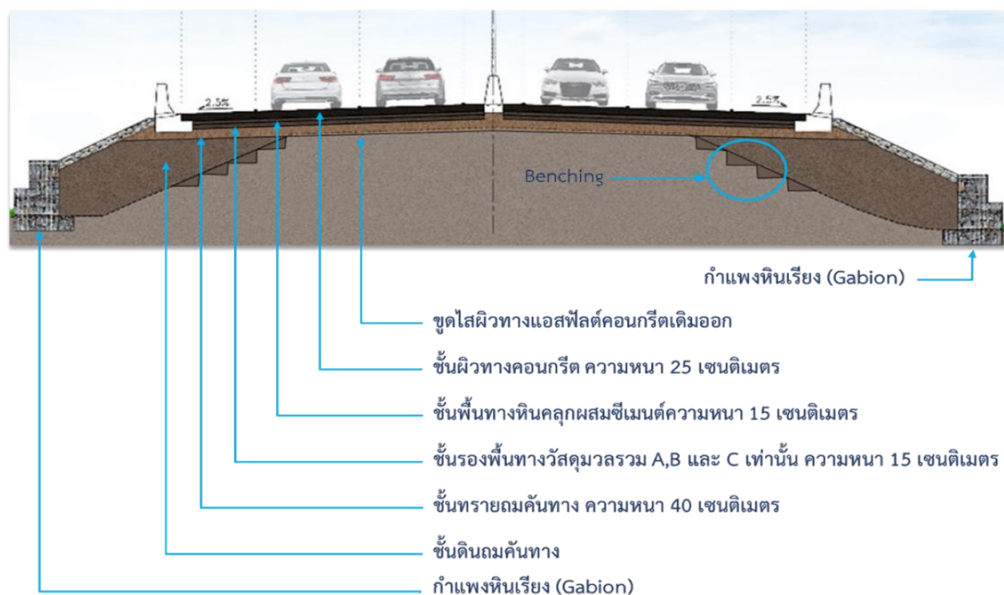 2.5%
2.5%
Benching
กำแพงหินเรียง (Gabion)
ขูดไสผิวทางแอสฟัลต์คอนกรีตเดิมออก
ชั้นผิวทางคอนกรีต ความหนา 25 เซนติเมตร
ชั้นพื้นทางหินคลุกผสมซีเมนต์ความหนา 15 เซนติเมตร
ชั้นรองพื้นทางวัสดุมวลรวม A,B และ C เท่านั้น ความหนา 15 เซนติเมตร
ชั้นทรายถมคันทาง ความหนา 40 เซนติเมตร
ชั้นดินถมคันทาง
กำแพงหินเรียง (Gabion)